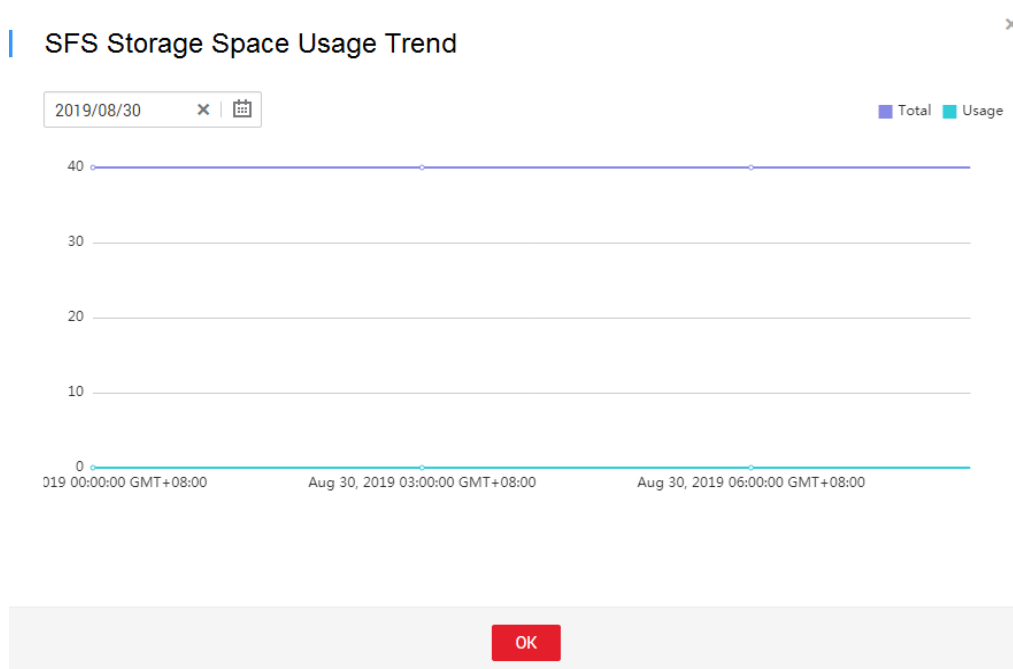 SFS Storage Space Usage Trend
2019/08/30
Total Usage
40
30
20
10
0
019 00:00:00 GMT+08:00 Aug 30, 2019 03:00:00 GMT+08:00 Aug 30, 2019 06:00:00 GMT+08:00
OK